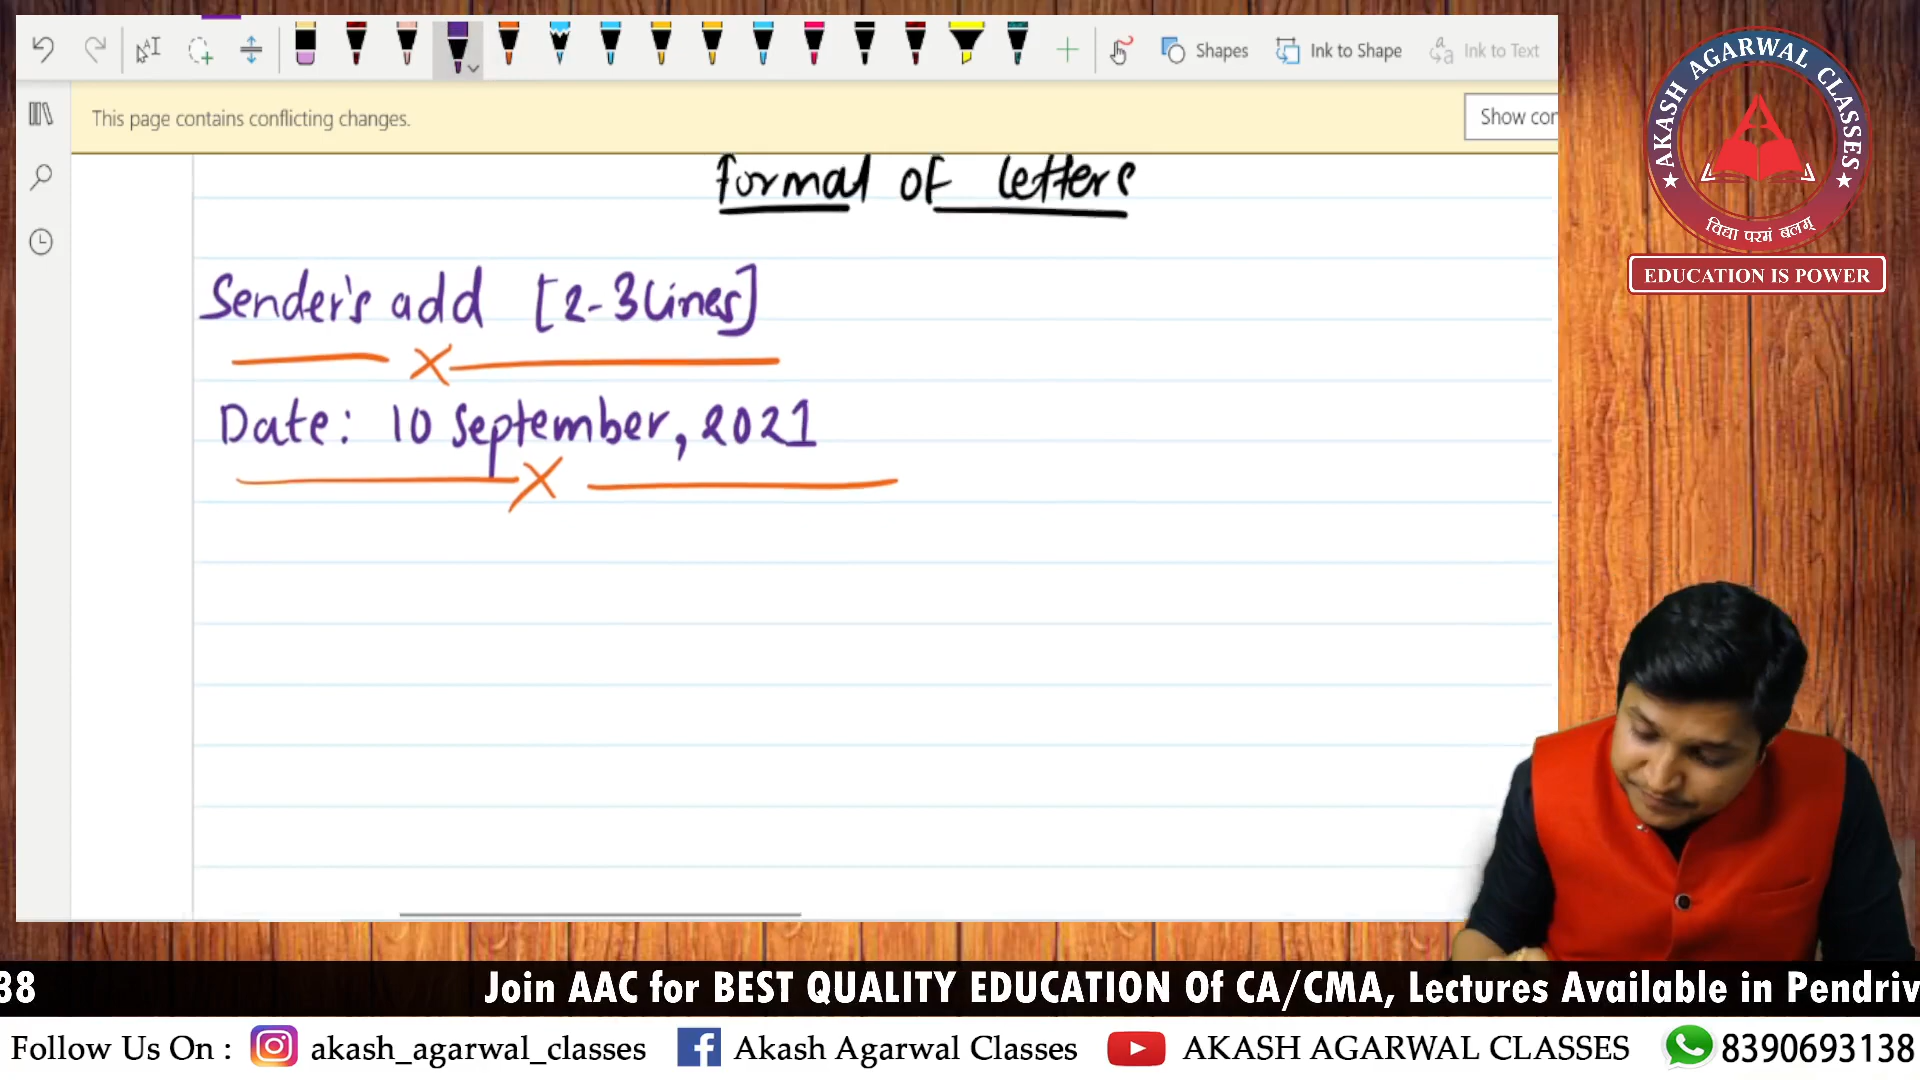 Shapes Ink to Shape Ink to Text
This page contains conflicting changes.
Show con
Format of letters
Sender's add [2-3 lines]
x
Date: 10 September, 2021
x
AKASH AGARWAL CLASSES
विद्या परमं बलम्
EDUCATION IS POWER
38 Join AAC for BEST QUALITY EDUCATION Of CA/CMA, Lectures Available in Pendriv
Follow Us On : akash_agarwal_classes Akash Agarwal Classes AKASH AGARWAL CLASSES 8390693138